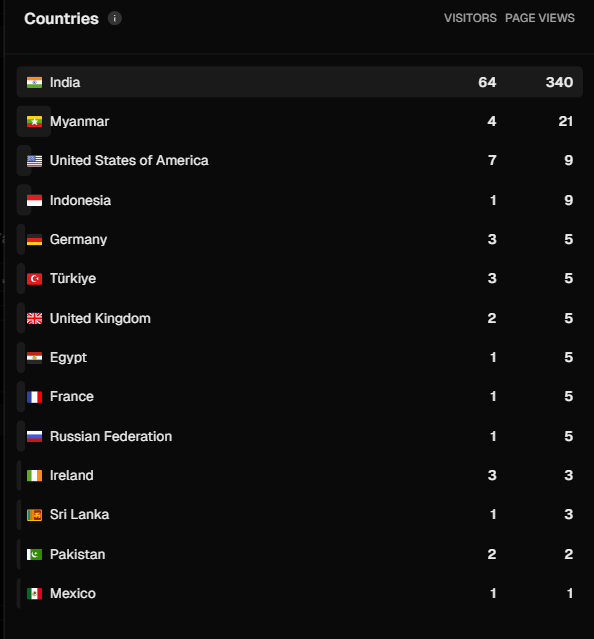 Countries VISITORS PAGE VIEWS
India 64 340
Myanmar 4 21
United States of America 7 9
Indonesia 1 9
Germany 3 5
Türkiye 3 5
United Kingdom 2 5
Egypt 1 5
France 1 5
Russian Federation 1 5
Ireland 3 3
Sri Lanka 1 3
Pakistan 2 2
Mexico 1 1